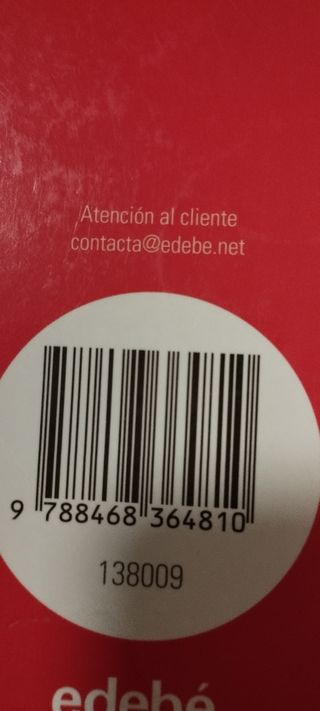 Atención al cliente
contacta@edebe.net
9 788468 364810
138009
edebé